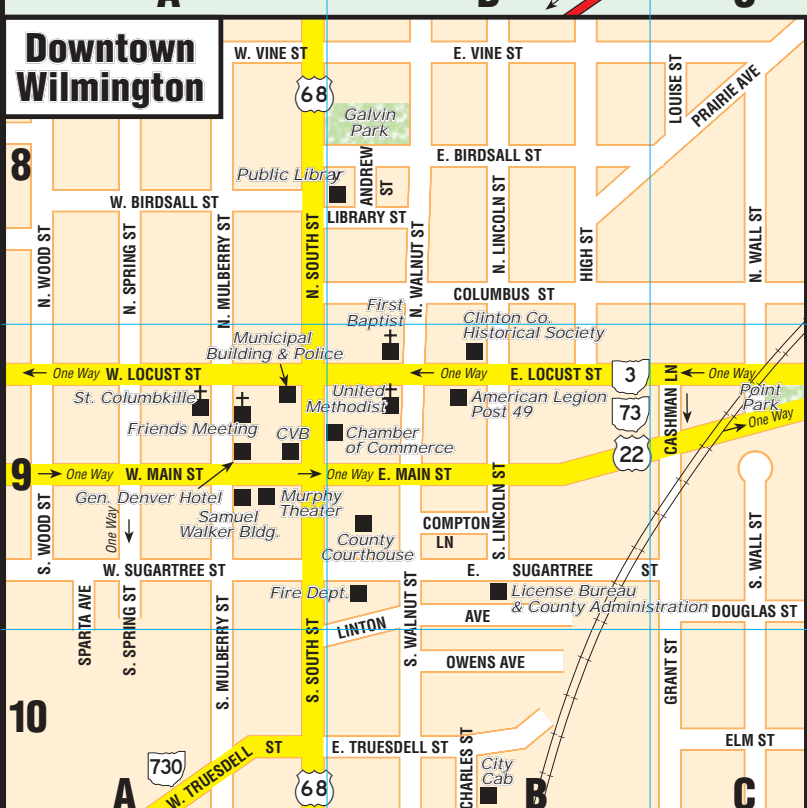 A
B
C
Downtown
Wilmington
W. VINE ST
E. VINE ST
68
LOUISE ST
PRAIRIE AVE
Galvin
Park
8
E. BIRDSALL ST
Public Library
ANDREW
ST
W. BIRDSALL ST
LIBRARY ST
N. WOOD ST
N. SPRING ST
N. MULBERRY ST
N. SOUTH ST
N. WALNUT ST
N. LINCOLN ST
HIGH ST
N. WALL ST
COLUMBUS ST
First
Baptist
Clinton Co.
Historical Society
Municipal
Building & Police
One Way
W. LOCUST ST
One Way
E. LOCUST ST
3
CASHMAN LN
One Way
St. Columbkille
United
Methodist
American Legion
Post 49
73
Point
Park
One Way
Friends Meeting
CVB
Chamber
of Commerce
22
9
One Way
W. MAIN ST
One Way
E. MAIN ST
Gen. Denver Hotel
Murphy
Theater
S. WOOD ST
One Way
Samuel
Walker Bldg.
County
Courthouse
COMPTON
LN
S. LINCOLN ST
S. WALL ST
W. SUGARTREE ST
E. SUGARTREE ST
Fire Dept.
License Bureau
& County Administration
SPARTA AVE
S. SPRING ST
S. MULBERRY ST
S. SOUTH ST
LINTON
AVE
S. WALNUT ST
DOUGLAS ST
OWENS AVE
GRANT ST
10
W. TRUESDELL ST
E. TRUESDELL ST
CHARLES ST
ELM ST
730
City
Cab
68
A
B
C